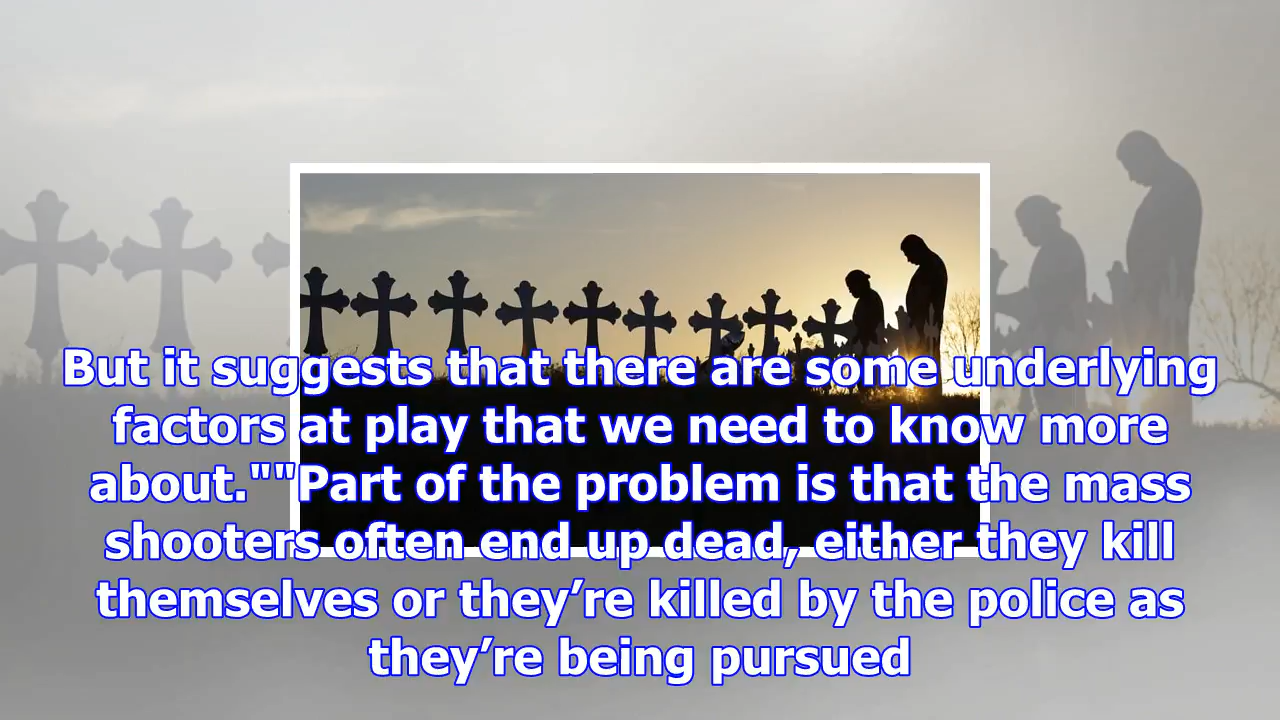 But it suggests that there are some underlying
factors at play that we need to know more
about.""Part of the problem is that the mass
shooters often end up dead, either they kill
themselves or they’re killed by the police as
they’re being pursued